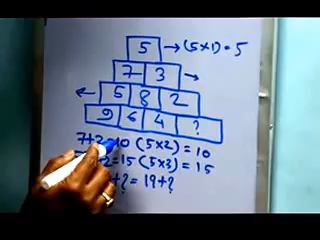 5 →(5×1)=5
7 3 →
← 5 8 2
9 6 4 ?
7+3=10 (5×2) = 10
2=15 (5×3) = 15
+? = 19+?